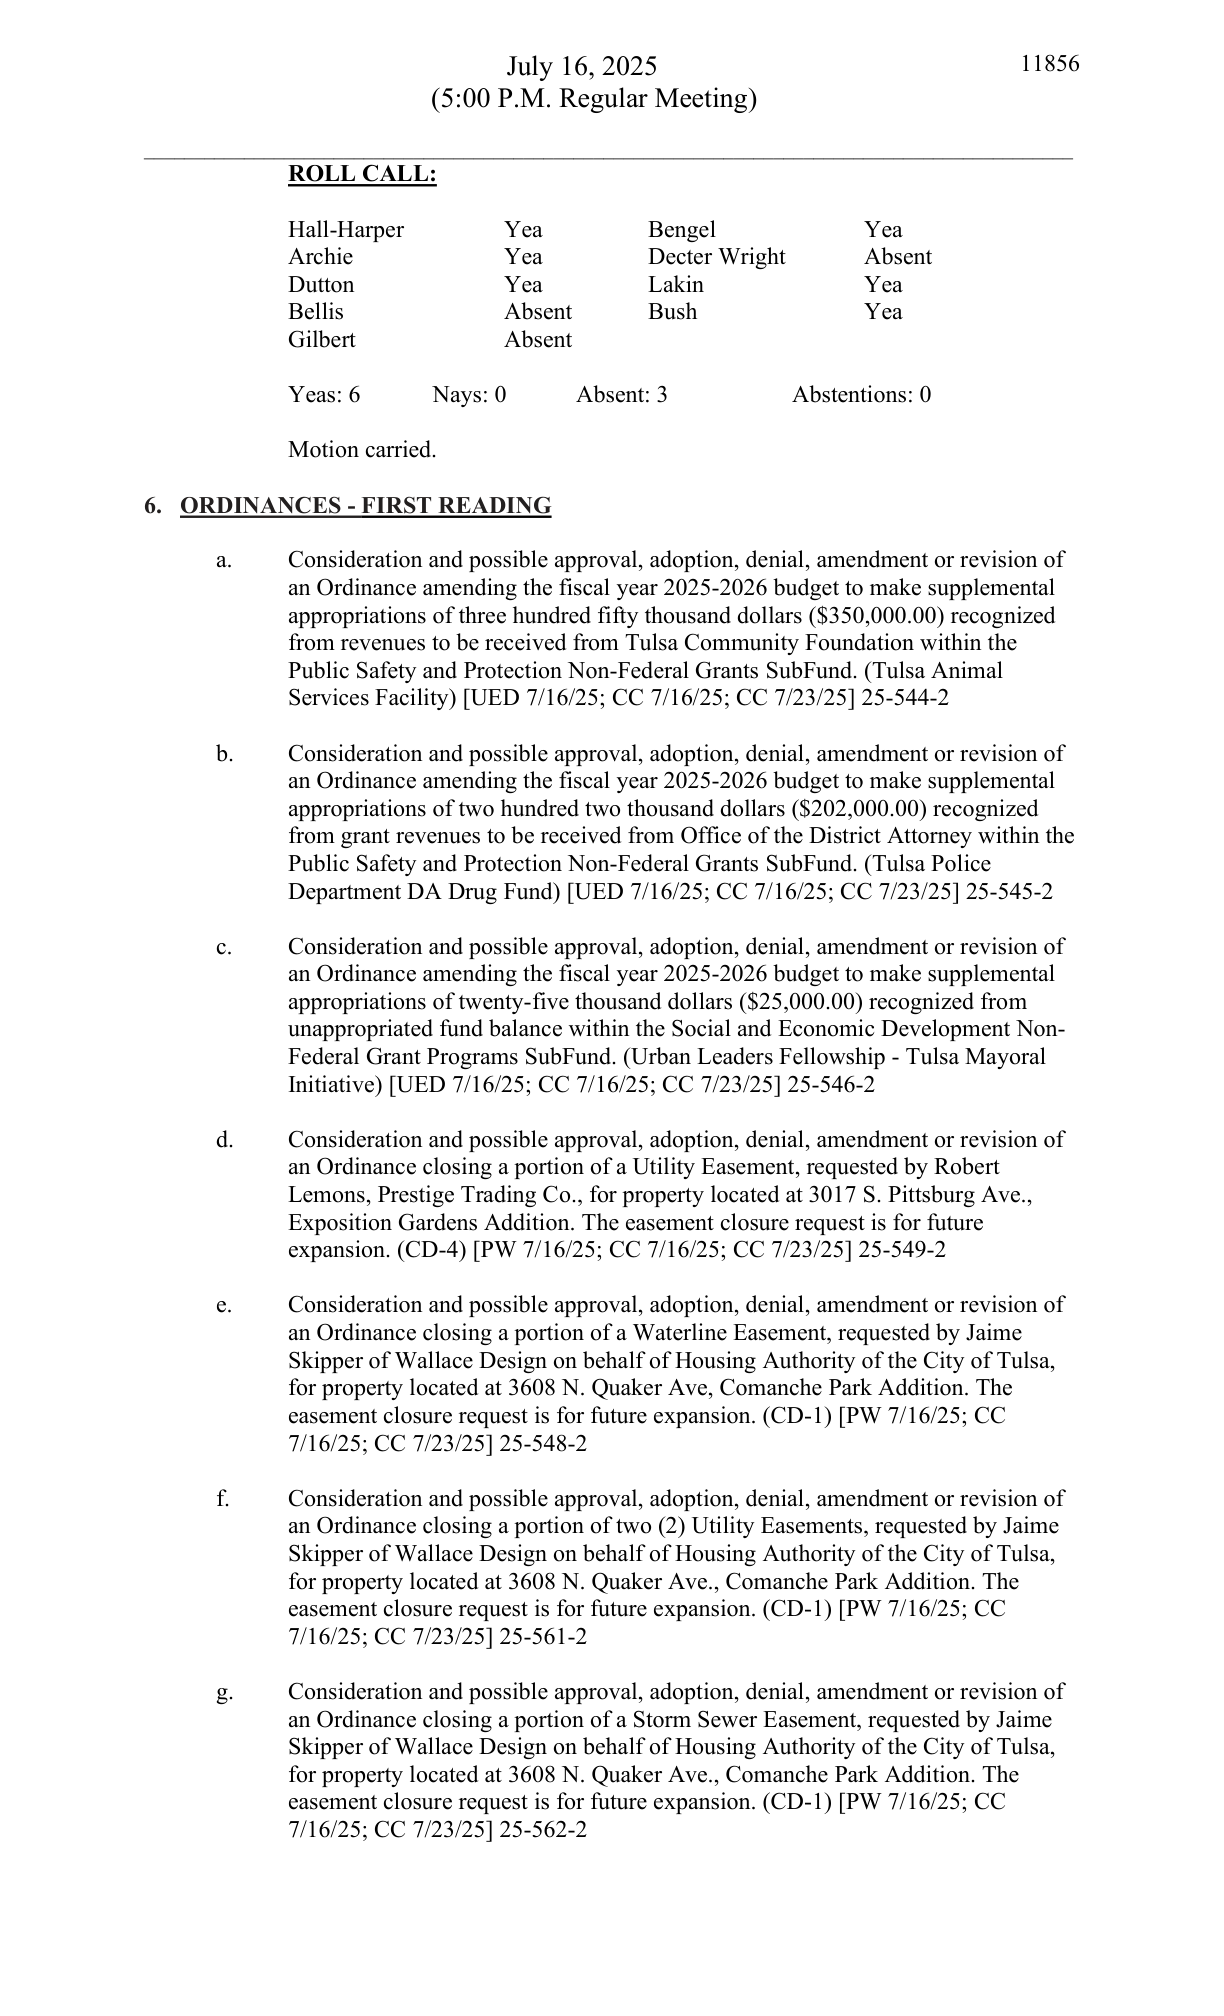 July 16, 2025 11856
(5:00 P.M. Regular Meeting)
ROLL CALL:
Hall-Harper Yea Bengel Yea
Archie Yea Decter Wright Absent
Dutton Yea Lakin Yea
Bellis Absent Bush Yea
Gilbert Absent
Yeas: 6 Nays: 0 Absent: 3 Abstentions: 0
Motion carried.
6. ORDINANCES - FIRST READING
a. Consideration and possible approval, adoption, denial, amendment or revision of
an Ordinance amending the fiscal year 2025-2026 budget to make supplemental
appropriations of three hundred fifty thousand dollars ($350,000.00) recognized
from revenues to be received from Tulsa Community Foundation within the
Public Safety and Protection Non-Federal Grants SubFund. (Tulsa Animal
Services Facility) [UED 7/16/25; CC 7/16/25; CC 7/23/25] 25-544-2
b. Consideration and possible approval, adoption, denial, amendment or revision of
an Ordinance amending the fiscal year 2025-2026 budget to make supplemental
appropriations of two hundred two thousand dollars ($202,000.00) recognized
from grant revenues to be received from Office of the District Attorney within the
Public Safety and Protection Non-Federal Grants SubFund. (Tulsa Police
Department DA Drug Fund) [UED 7/16/25; CC 7/16/25; CC 7/23/25] 25-545-2
c. Consideration and possible approval, adoption, denial, amendment or revision of
an Ordinance amending the fiscal year 2025-2026 budget to make supplemental
appropriations of twenty-five thousand dollars ($25,000.00) recognized from
unappropriated fund balance within the Social and Economic Development Non-
Federal Grant Programs SubFund. (Urban Leaders Fellowship - Tulsa Mayoral
Initiative) [UED 7/16/25; CC 7/16/25; CC 7/23/25] 25-546-2
d. Consideration and possible approval, adoption, denial, amendment or revision of
an Ordinance closing a portion of a Utility Easement, requested by Robert
Lemons, Prestige Trading Co., for property located at 3017 S. Pittsburg Ave.,
Exposition Gardens Addition. The easement closure request is for future
expansion. (CD-4) [PW 7/16/25; CC 7/16/25; CC 7/23/25] 25-549-2
e. Consideration and possible approval, adoption, denial, amendment or revision of
an Ordinance closing a portion of a Waterline Easement, requested by Jaime
Skipper of Wallace Design on behalf of Housing Authority of the City of Tulsa,
for property located at 3608 N. Quaker Ave, Comanche Park Addition. The
easement closure request is for future expansion. (CD-1) [PW 7/16/25; CC
7/16/25; CC 7/23/25] 25-548-2
f. Consideration and possible approval, adoption, denial, amendment or revision of
an Ordinance closing a portion of two (2) Utility Easements, requested by Jaime
Skipper of Wallace Design on behalf of Housing Authority of the City of Tulsa,
for property located at 3608 N. Quaker Ave., Comanche Park Addition. The
easement closure request is for future expansion. (CD-1) [PW 7/16/25; CC
7/16/25; CC 7/23/25] 25-561-2
g. Consideration and possible approval, adoption, denial, amendment or revision of
an Ordinance closing a portion of a Storm Sewer Easement, requested by Jaime
Skipper of Wallace Design on behalf of Housing Authority of the City of Tulsa,
for property located at 3608 N. Quaker Ave., Comanche Park Addition. The
easement closure request is for future expansion. (CD-1) [PW 7/16/25; CC
7/16/25; CC 7/23/25] 25-562-2